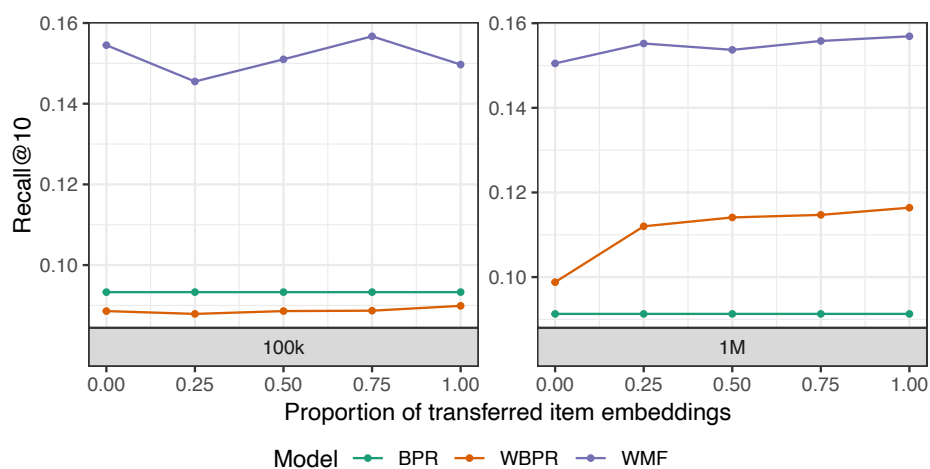 Recall@10
0.16
0.14
0.12
0.10
100k
0.00 0.25 0.50 0.75 1.00
0.16
0.14
0.12
0.10
1M
0.00 0.25 0.50 0.75 1.00
Proportion of transferred item embeddings
Model BPR WBPR WMF